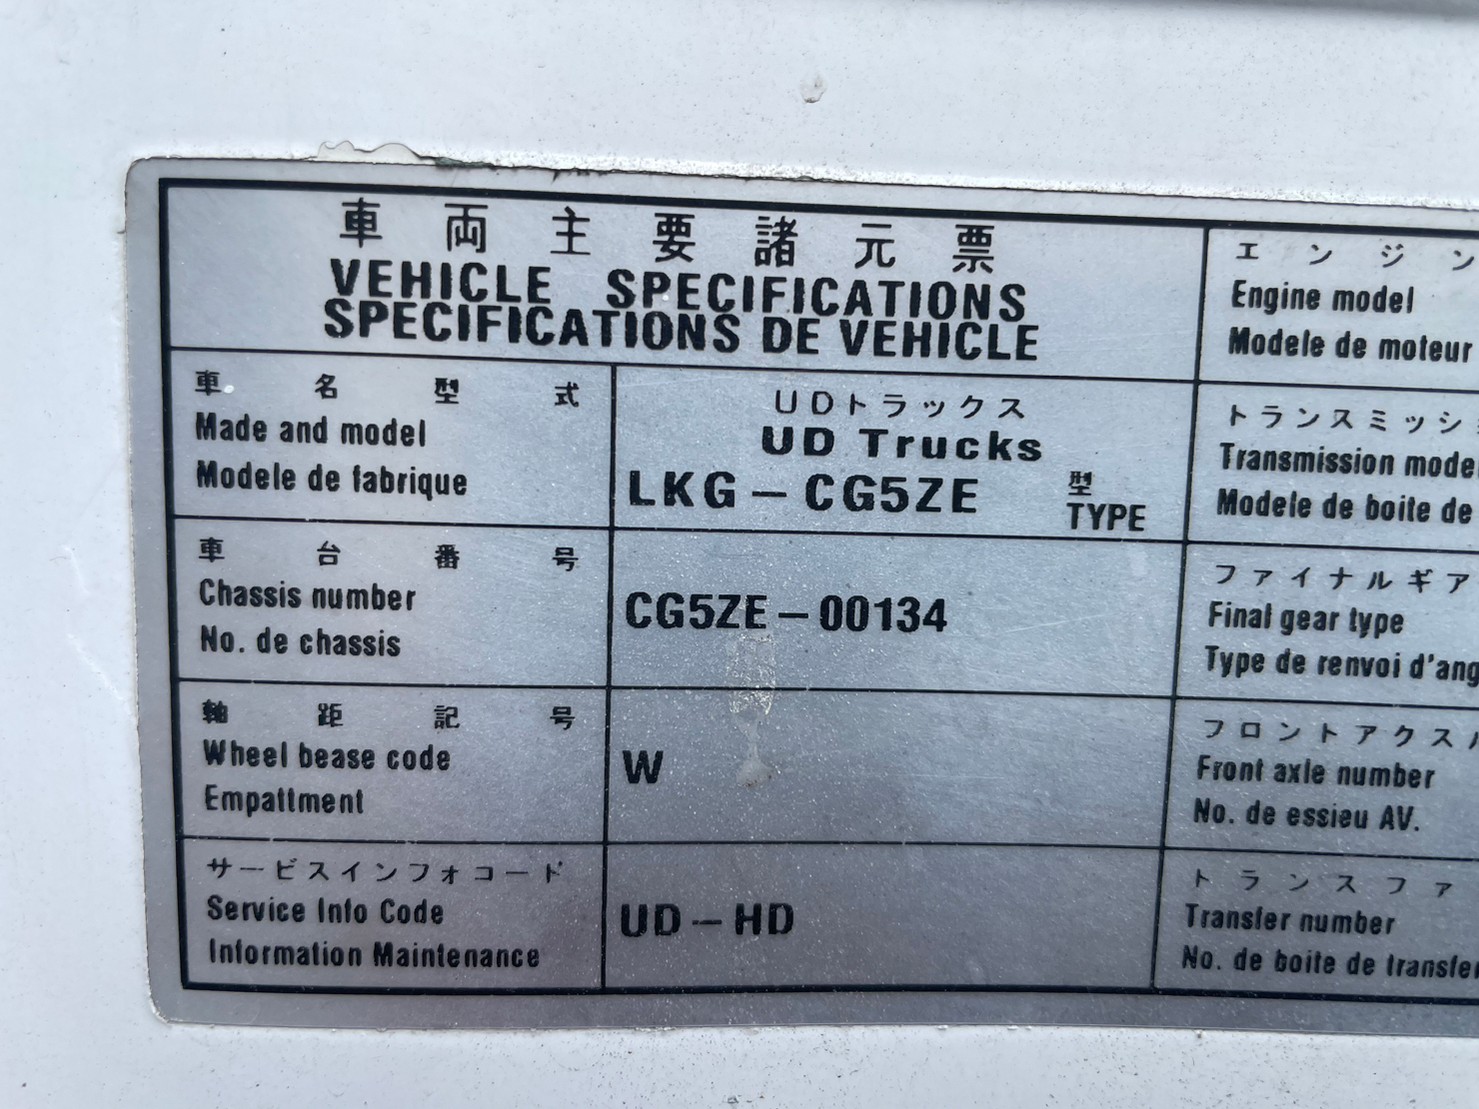 車両主要諸元票
VEHICLE SPECIFICATIONS
SPECIFICATIONS DE VEHICLE
車名型式
Made and model
Modele de fabrique
UDトラックス
UD Trucks
LKG-CG5ZE 型
TYPE
車台番号
Chassis number
No. de chassis
CG5ZE-00134
軸距記号
Wheel bease code
Empattment
W
サービスインフォコード
Service Info Code
Information Maintenance
UD-HD
エンジン
Engine model
Modele de moteur
トランスミッシ
Transmission mode
Modele de boite de
ファイナルギア
Final gear type
Type de renvoi d'ang
フロントアクスル
Front axle number
No. de essieu AV.
トランスファ
Transfer number
No. de boite de transfer